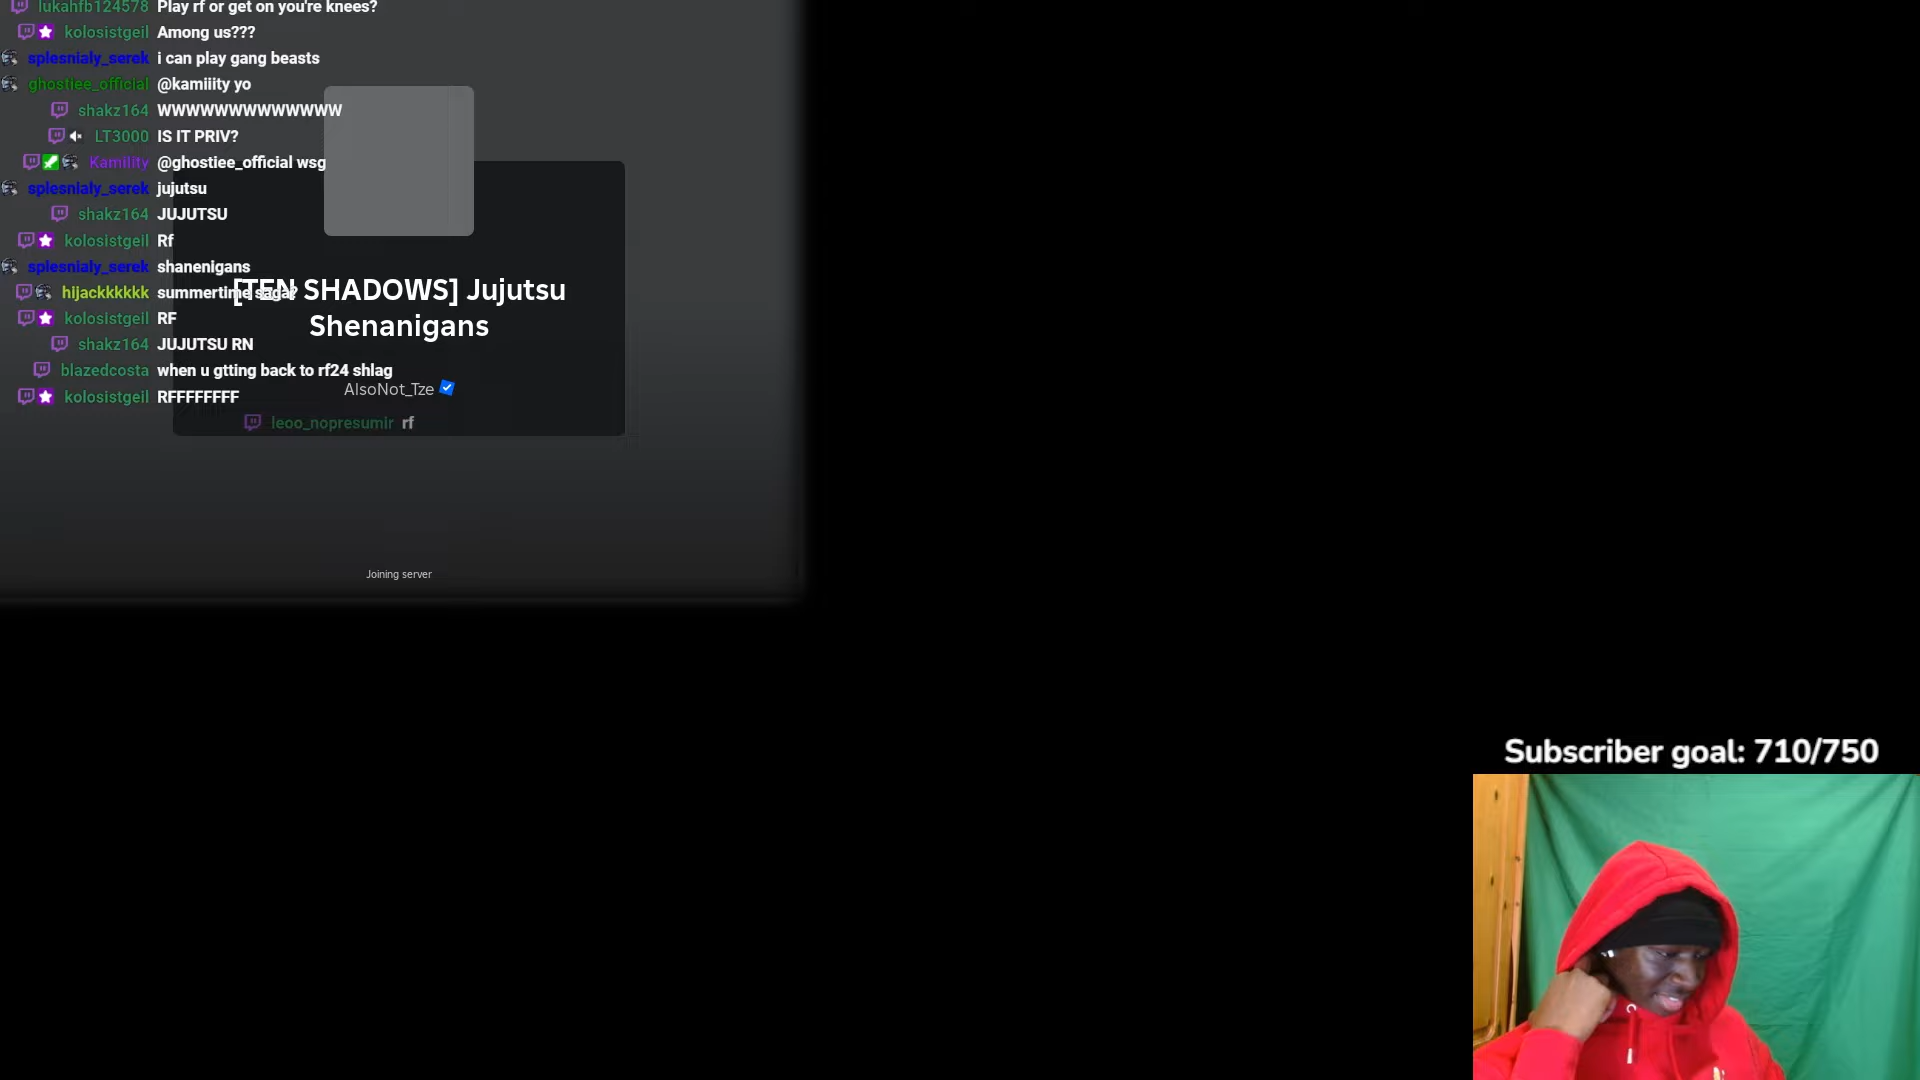 lukahfb124578 Play rf or get on you're knees?
kolosistgeil Among us???
splesnialy_serek i can play gang beasts
ghostiee_official @kamiiity yo
shakz164 WWWWWWWWWWWWWW
LT3000 IS IT PRIV?
Kamiiity @ghostiee_official wsg
splesnialy_serek jujutsu
shakz164 JUJUTSU
kolosistgeil Rf
splesnialy_serek shanenigans
hijackkkkkk summertime saga?
kolosistgeil RF
shakz164 JUJUTSU RN
blazedcosta when u gtting back to rf24 shlag
kolosistgeil RFFFFFFFF
leoo_nopresumir rf
[TEN SHADOWS] Jujutsu
Shenanigans
AlsoNot_Tze
Joining server
Subscriber goal: 710/750